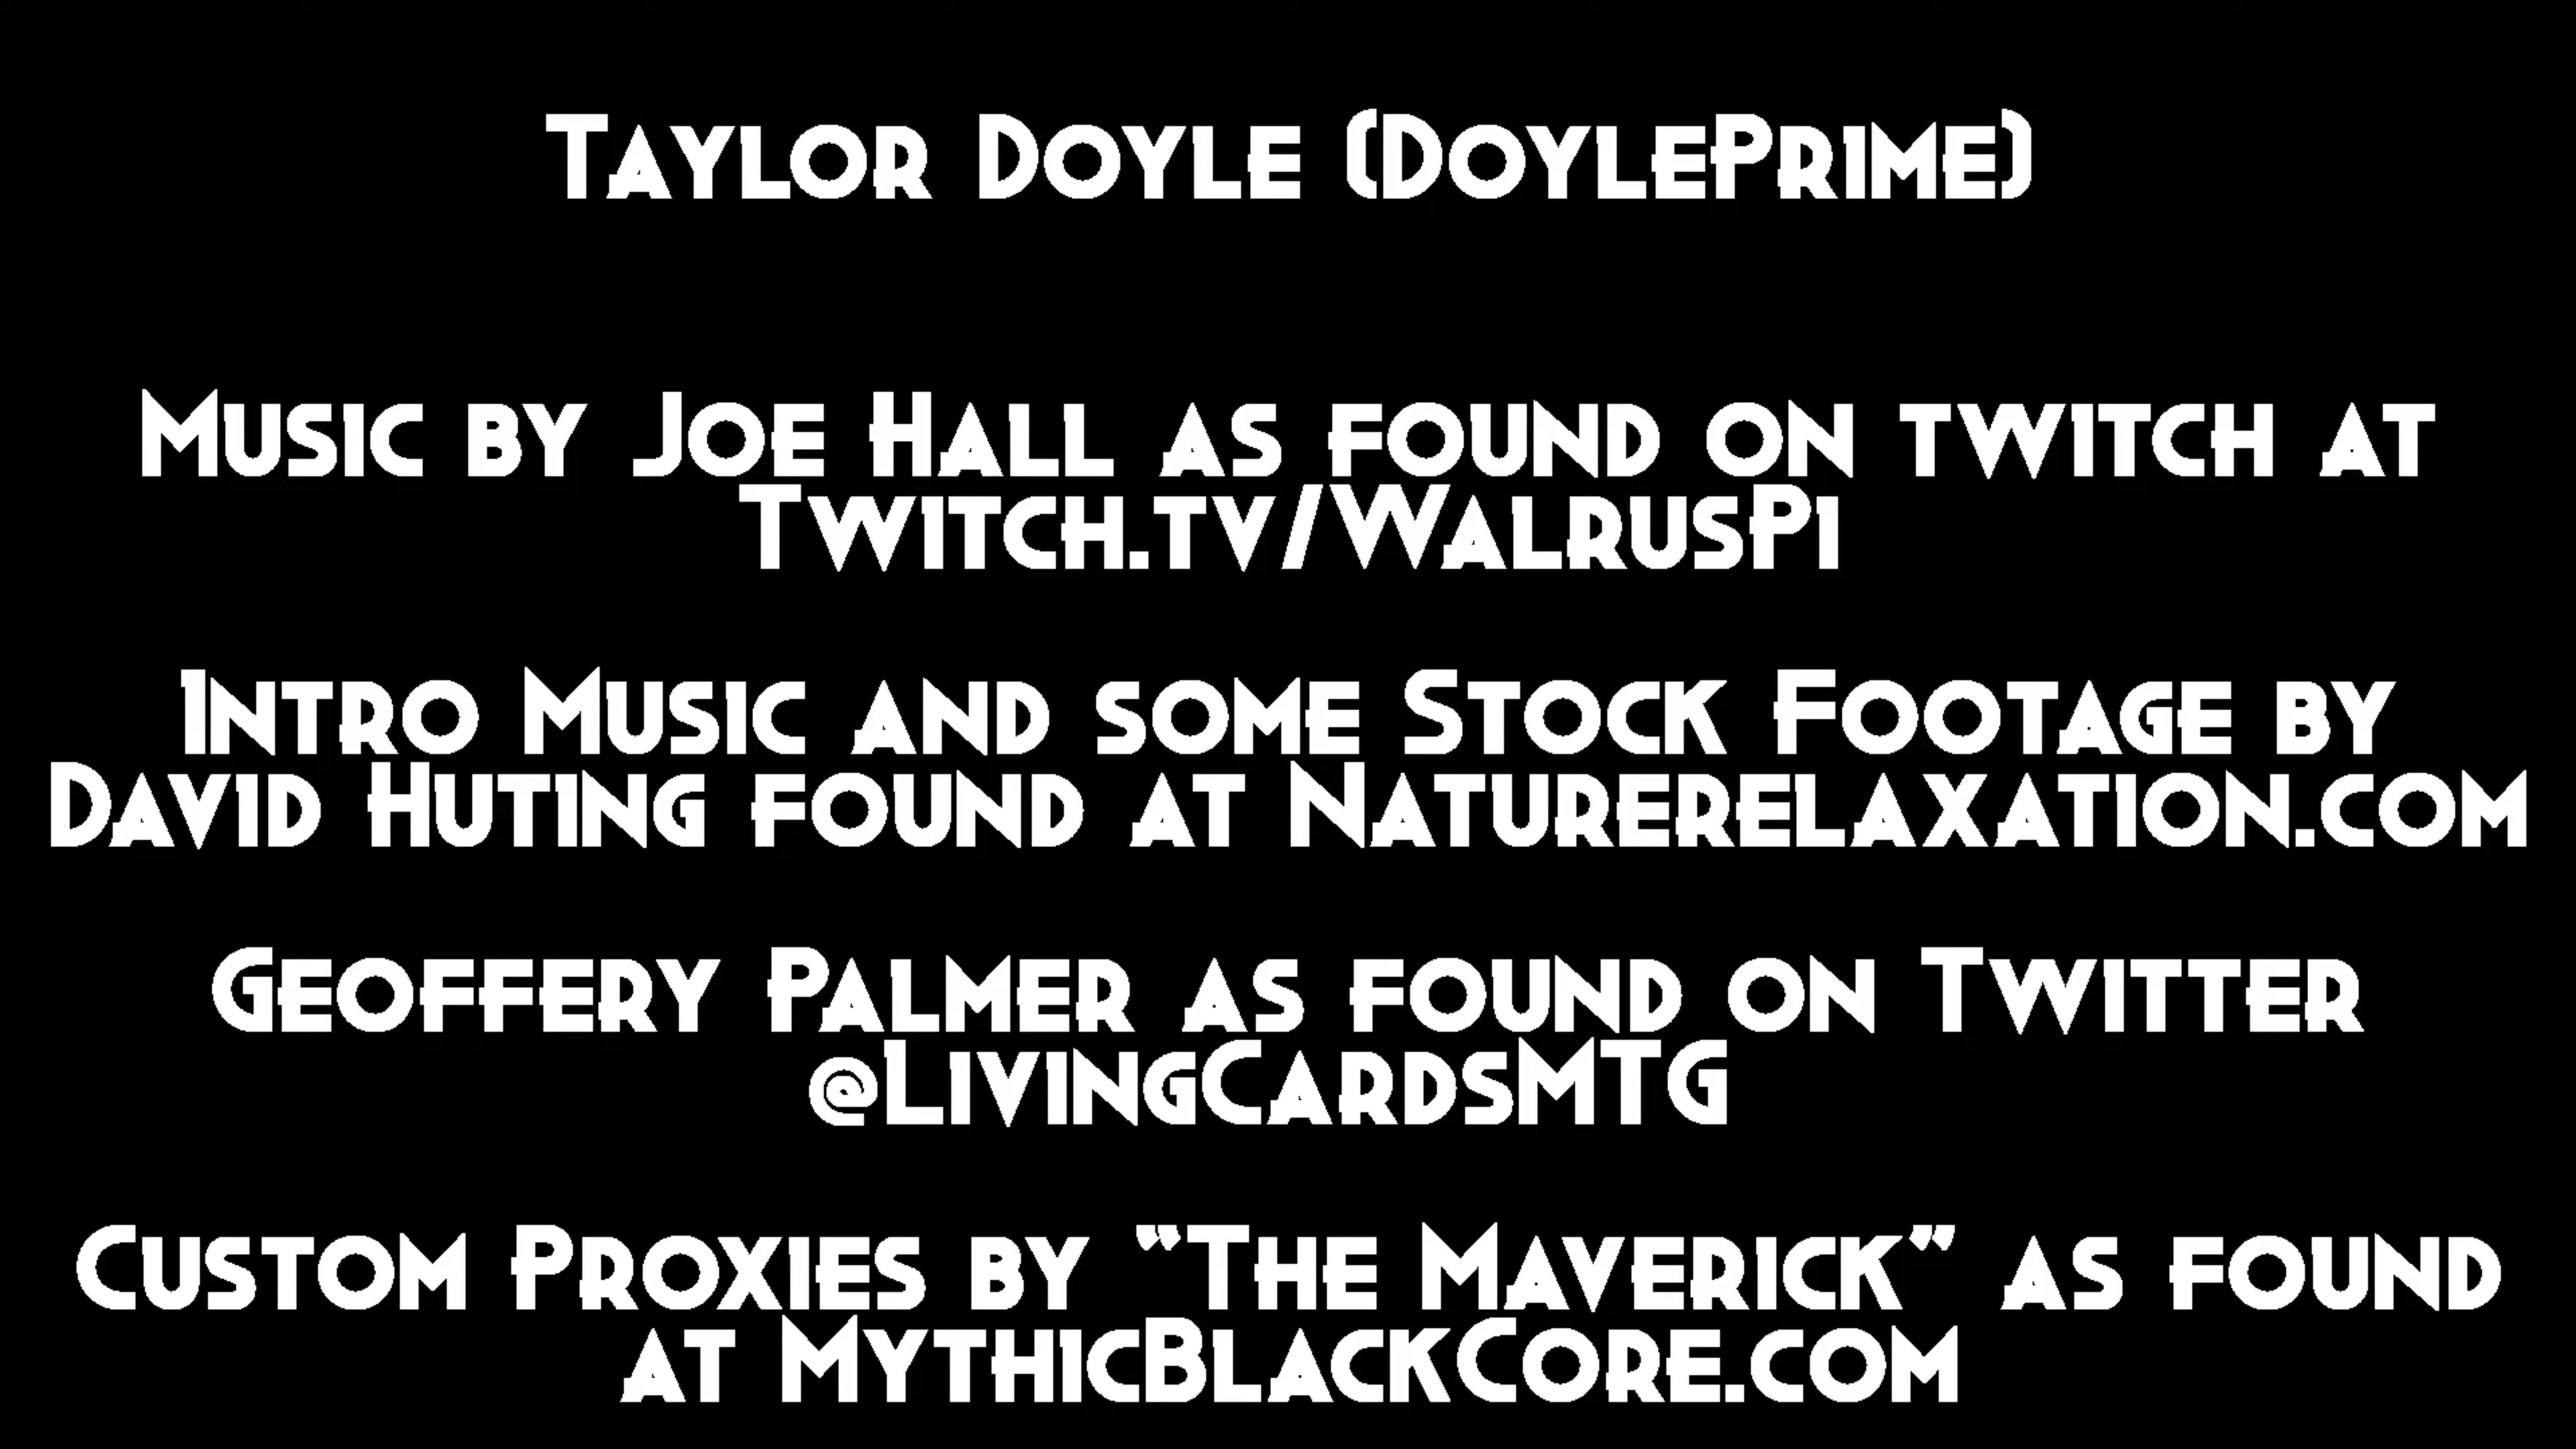 Taylor Doyle (DoylePrime)
Music by Joe Hall as found on twitch at
Twitch.tv/WalrusPi
Intro Music and some Stock Footage by
David Huting found at Naturerelaxation.com
Geoffery Palmer as found on Twitter
@LivingCardsMTG
Custom Proxies by "The Maverick" as found
at MythicBlackCore.com